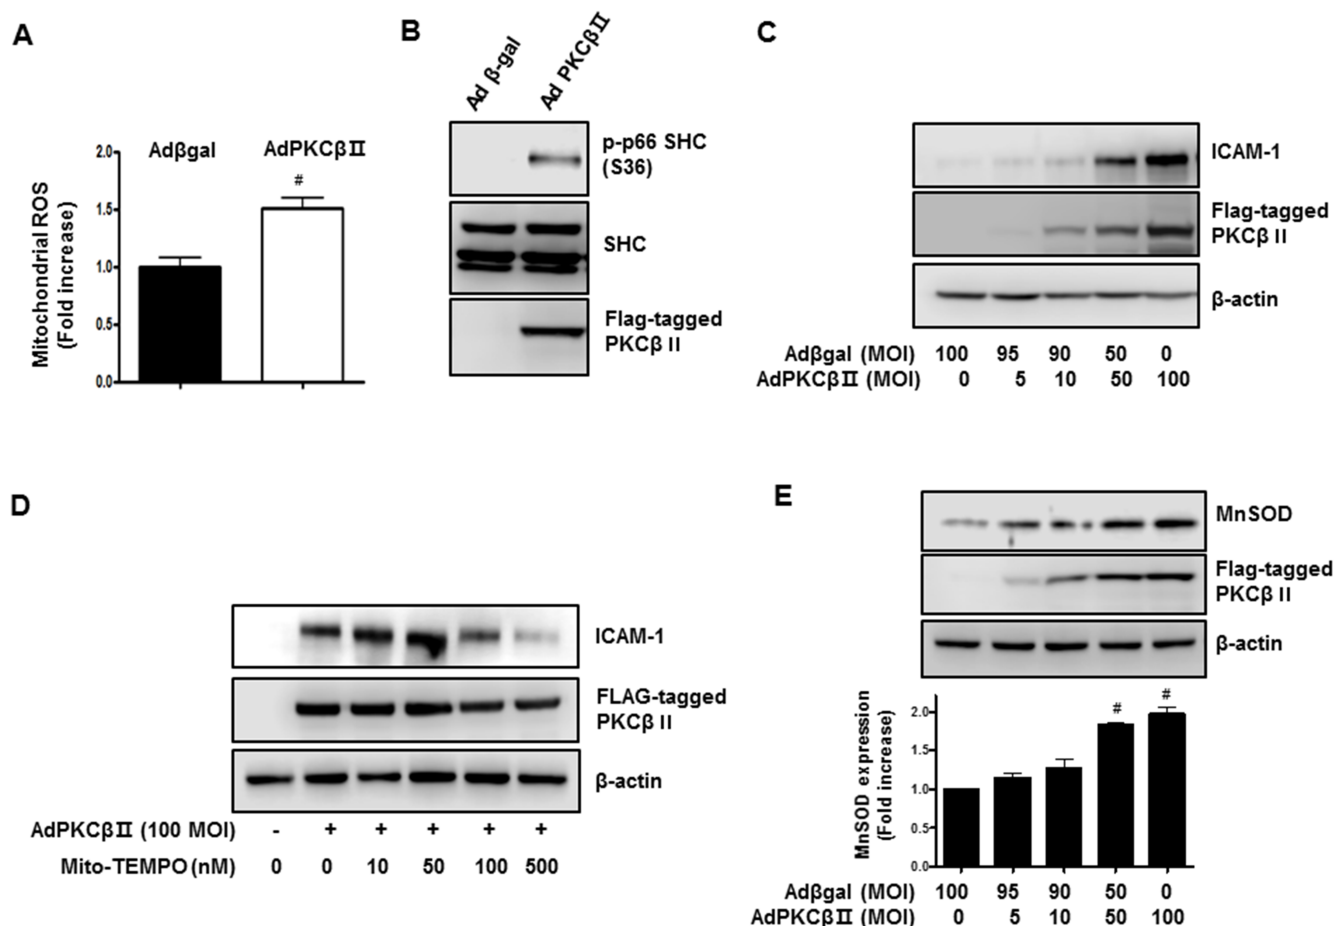 A
Adβgal
AdPKCβⅡ
#
Mitochondrial ROS
(Fold increase)
2.0
1.5
1.0
0.5
0.0
B
Ad β-gal
Ad PKCβⅡ
p-p66 SHC
(S36)
SHC
Flag-tagged
PKCβ II
C
ICAM-1
Flag-tagged
PKCβ II
β-actin
Adβgal (MOI) 100 95 90 50 0
AdPKCβⅡ (MOI) 0 5 10 50 100
D
ICAM-1
FLAG-tagged
PKCβ II
β-actin
AdPKCβⅡ (100 MOI) - + + + + +
Mito-TEMPO (nM) 0 0 10 50 100 500
E
MnSOD
Flag-tagged
PKCβ II
β-actin
MnSOD expression
(Fold increase)
2.0
1.5
1.0
0.5
0.0
# #
Adβgal (MOI) 100 95 90 50 0
AdPKCβⅡ (MOI) 0 5 10 50 100